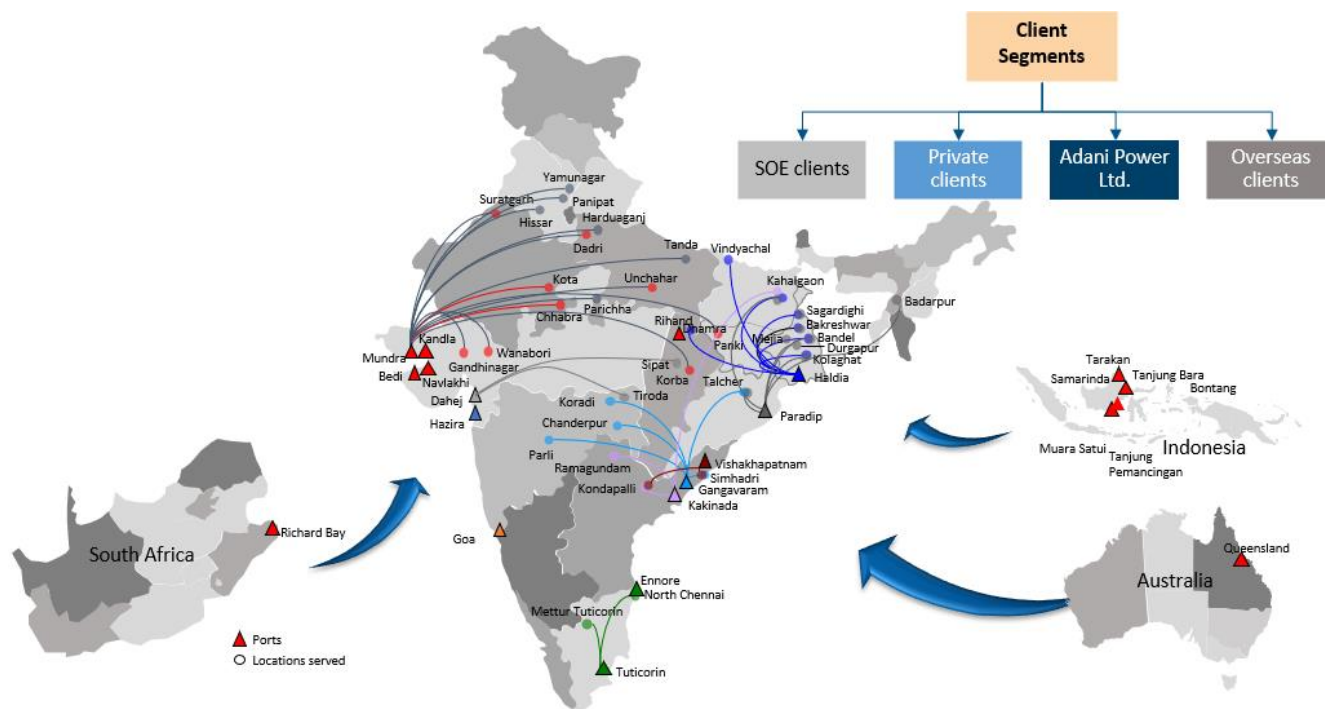 Client
Segments
SOE clients
Private
clients
Adani Power
Ltd.
Overseas
clients
Yamunagar
Suratgarh
Panipat
Hissar
Harduaganj
Dadri
Tanda
Vindyachal
Kota
Unchahar
Kahalgaon
Badarpur
Chhabra
Parichha
Sagardighi
Rihand
Dhamra
Bakreshwar
Kandla
Panki
Mejia
Bandel
Mundra
Wanabori
Durgapur
Gandhinagar
Sipat
Kolaghat
Bedi
Navlakhi
Korba
Talcher
Haldia
Dahej
Koradi
Tiroda
Hazira
Chanderpur
Paradip
Parli
Ramagundam
Vishakhapatnam
Simhadri
Kondapalli
Gangavaram
Kakinada
Goa
Ennore
North Chennai
Mettur Tuticorin
Tuticorin
South Africa
Richard Bay
Ports
Locations served
Tarakan
Samarinda
Tanjung Bara
Bontang
Muara Satui
Tanjung
Pemancingan
Indonesia
Queensland
Australia